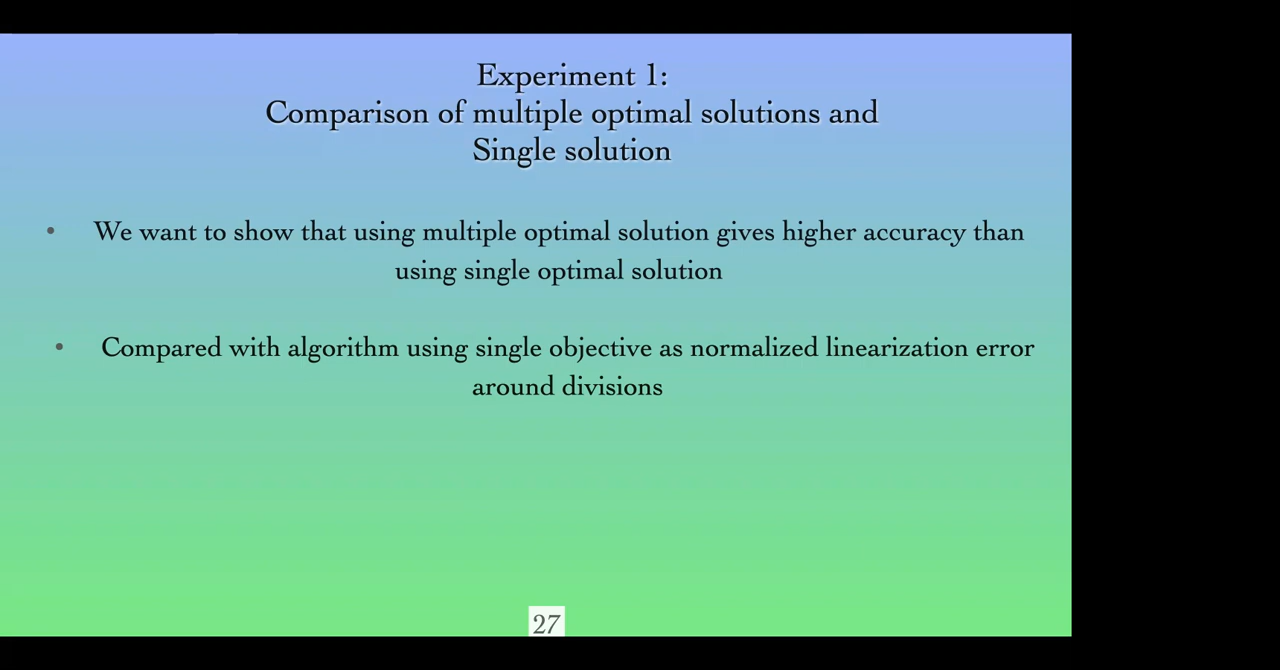 Experiment 1:
Comparison of multiple optimal solutions and
Single solution
• We want to show that using multiple optimal solution gives higher accuracy than
using single optimal solution
• Compared with algorithm using single objective as normalized linearization error
around divisions
27